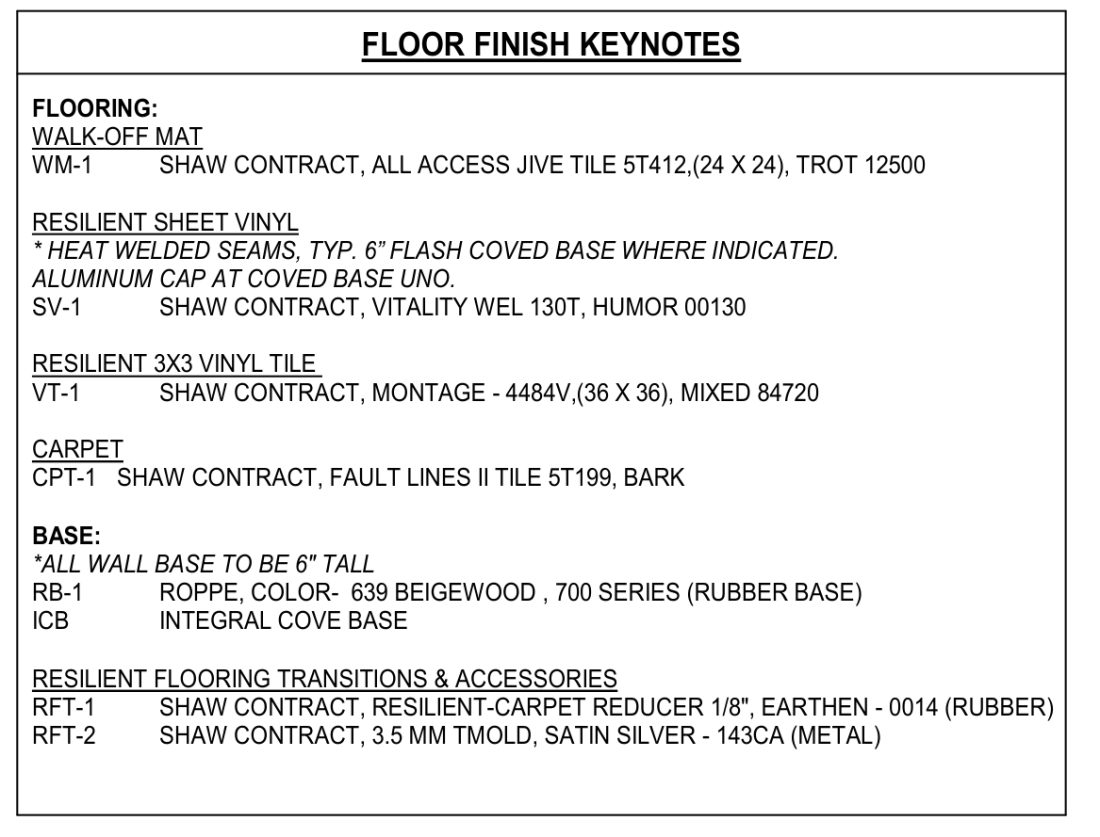 FLOOR FINISH KEYNOTES
FLOORING:
WALK-OFF MAT
WM-1 SHAW CONTRACT, ALL ACCESS JIVE TILE 5T412,(24 X 24), TROT 12500
RESILIENT SHEET VINYL
* HEAT WELDED SEAMS, TYP. 6” FLASH COVED BASE WHERE INDICATED.
ALUMINUM CAP AT COVED BASE UNO.
SV-1 SHAW CONTRACT, VITALITY WEL 130T, HUMOR 00130
RESILIENT 3X3 VINYL TILE
VT-1 SHAW CONTRACT, MONTAGE - 4484V,(36 X 36), MIXED 84720
CARPET
CPT-1 SHAW CONTRACT, FAULT LINES II TILE 5T199, BARK
BASE:
*ALL WALL BASE TO BE 6" TALL
RB-1 ROPPE, COLOR- 639 BEIGEWOOD , 700 SERIES (RUBBER BASE)
ICB INTEGRAL COVE BASE
RESILIENT FLOORING TRANSITIONS & ACCESSORIES
RFT-1 SHAW CONTRACT, RESILIENT-CARPET REDUCER 1/8", EARTHEN - 0014 (RUBBER)
RFT-2 SHAW CONTRACT, 3.5 MM TMOLD, SATIN SILVER - 143CA (METAL)